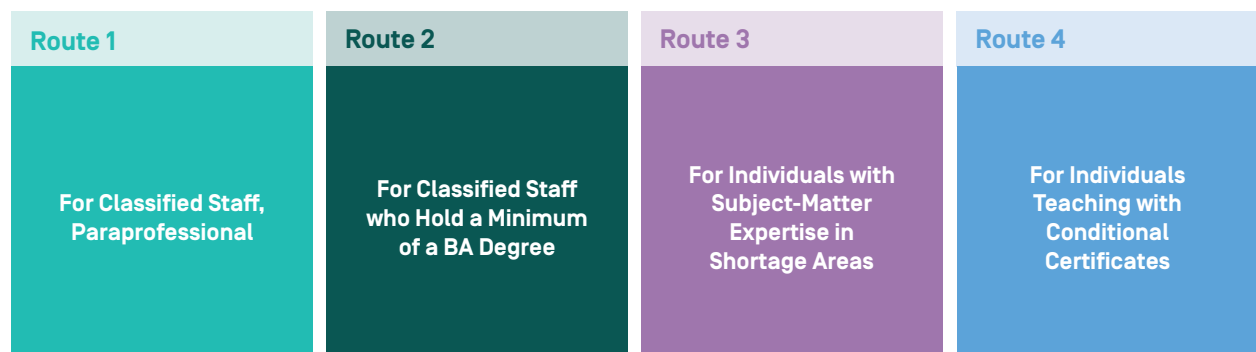 Route 1
For Classified Staff,
Paraprofessional
Route 2
For Classified Staff
who Hold a Minimum
of a BA Degree
Route 3
For Individuals with
Subject-Matter
Expertise in
Shortage Areas
Route 4
For Individuals
Teaching with
Conditional
Certificates